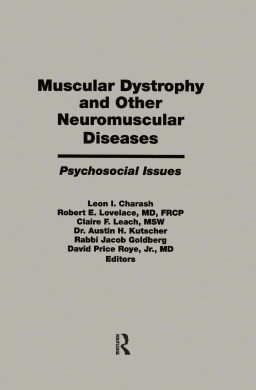 Muscular Dystrophy
and Other
Neuromuscular
Diseases
Psychosocial Issues
Leon I. Charash
Robert E. Lovelace, MD, FRCP
Claire F. Leach, MSW
Dr. Austin H. Kutscher
Rabbi Jacob Goldberg
David Price Roye, Jr., MD
Editors
R